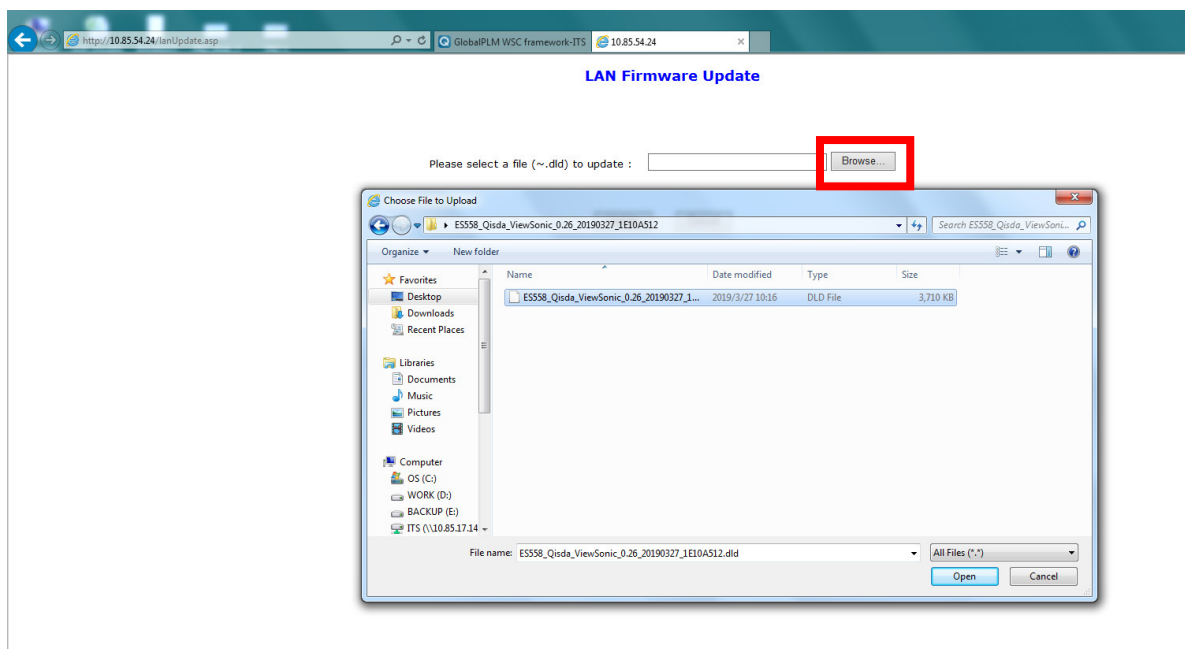 http://10.85.54.24/lanUpdate.asp
GlobalPLM WSC framework-ITS
10.85.54.24
LAN Firmware Update
Please select a file (~.dld) to update :
Browse...
Choose File to Upload
ES558_Qisda_ViewSonic_0.26_20190327_1E10A512
Search ES558_Qisda_ViewSoni...
Organize
New folder
Name Date modified Type Size
ES558_Qisda_ViewSonic_0.26_20190327_1... 2019/3/27 10:16 DLD File 3,710 KB
Favorites
Desktop
Downloads
Recent Places
Libraries
Documents
Music
Pictures
Videos
Computer
OS (C:)
WORK (D:)
BACKUP (E:)
ITS (\\10.85.17.14
File name: ES558_Qisda_ViewSonic_0.26_20190327_1E10A512.dld
All Files (*.*)
Open
Cancel